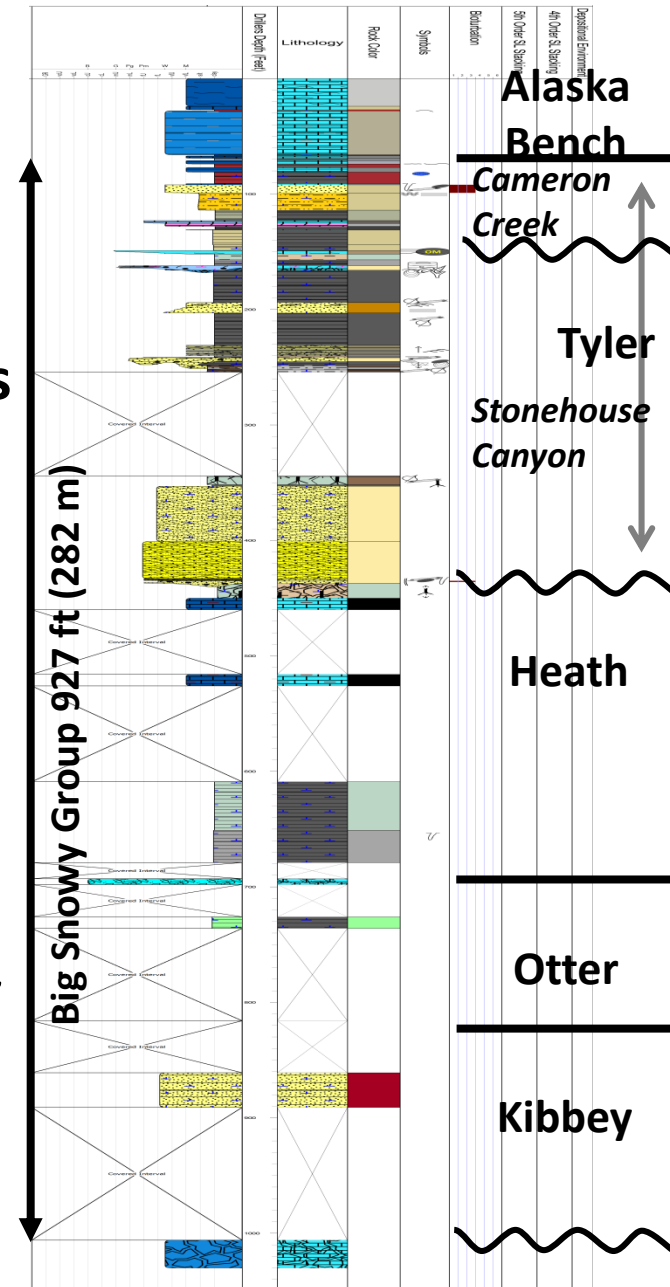 Drillers Depth (Feet)
Lithology
Rock Color
Symbols
Bioturbation
5th Order SL Stacking
4th Order SL Stacking
Depositional Environment
Alaska
Bench
Cameron
Creek
100
GM
200
Tyler
s
300
Covered Interval
Stonehouse
Canyon
400
Big Snowy Group 927 ft (282 m)
500
Covered Interval
Heath
600
Covered Interval
Covered Interval
700
Covered Interval
800
Covered Interval
Otter
Covered Interval
900
Kibbey
Covered Interval
1000